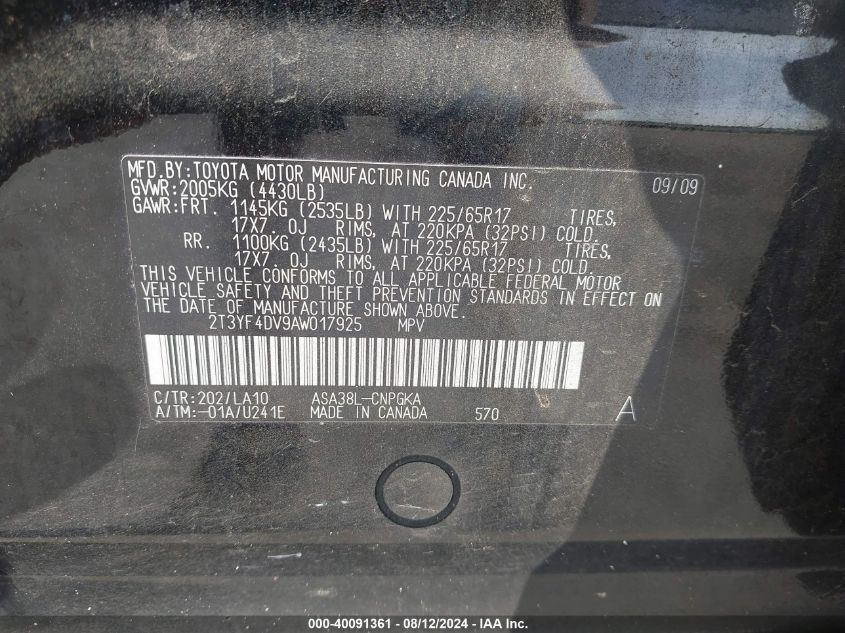 MFD.BY:TOYOTA MOTOR MANUFACTURING CANADA INC. 09/09
GVWR:2005KG (4430LB)
GAWR:FRT. 1145KG (2535LB) WITH 225/65R17 TIRES,
17X7.0J RIMS, AT 220KPA (32PSI) COLD
RR. 1100KG (2435LB) WITH 225/65R17 TIRES,
17X7.0J RIMS, AT 220KPA (32PSI) COLD
THIS VEHICLE CONFORMS TO ALL APPLICABLE FEDERAL MOTOR
VEHICLE SAFETY AND THEFT PREVENTION STANDARDS IN EFFECT ON
THE DATE OF MANUFACTURE SHOWN ABOVE.
2T3YF4DV9AW017925 MPV
C/TR:202/LA10 ASA38L-CNPGKA
A/TM:-01A/U241E MADE IN CANADA 570 A
000-40091361 - 08/12/2024 - IAA Inc.